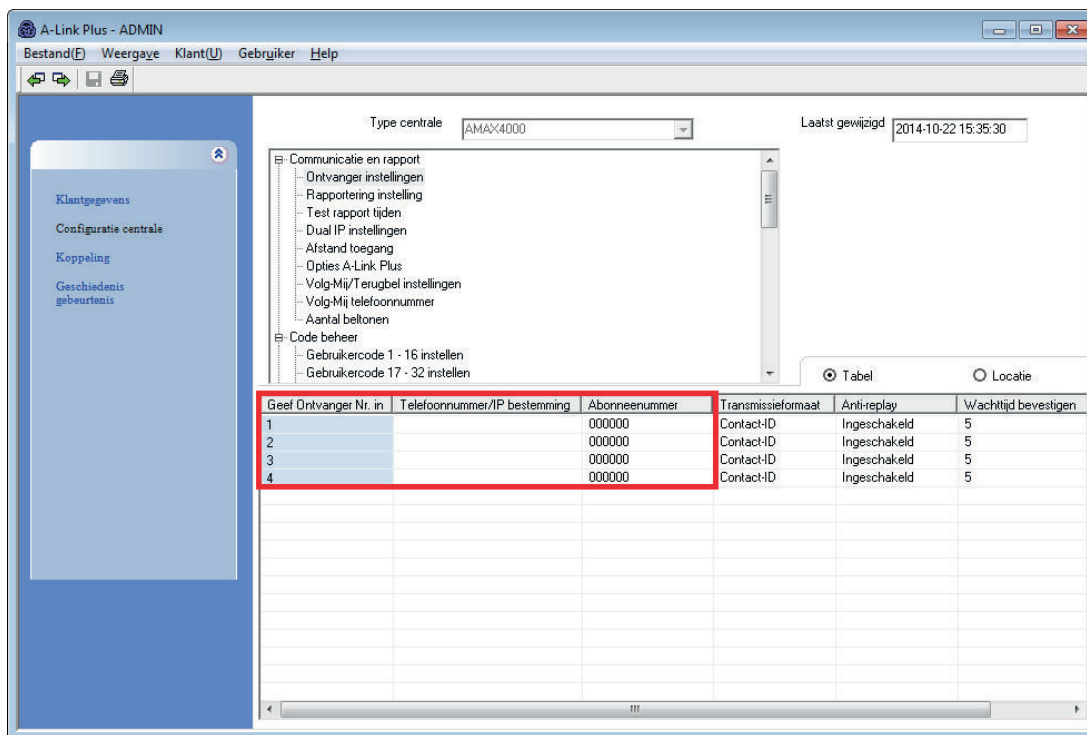 A-Link Plus - ADMIN
Bestand(F) Weergave Klant(U) Gebruiker Help
Type centrale AMAX4000 Laatst gewijzigd 2014-10-22 15:35:30
Klantgegevens
Configuratie centrale
Koppeling
Geschiedenis
gebeurtenis
Communicatie en rapport
Ontvanger instellingen
Rapportering instelling
Test rapport tijden
Dual IP instellingen
Afstand toegang
Opties A-Link Plus
Volg-Mij/Terugbel instellingen
Volg-Mij telefoonnummer
Aantal beltonen
Code beheer
Gebruikercode 1 - 16 instellen
Gebruikercode 17 - 32 instellen
Tabel Locatie
Geef Ontvanger Nr. in Telefoonnummer/IP bestemming Abonneenummer Transmissieformaat Anti-replay Wachttijd bevestigen
1 000000 Contact-ID Ingeschakeld 5
2 000000 Contact-ID Ingeschakeld 5
3 000000 Contact-ID Ingeschakeld 5
4 000000 Contact-ID Ingeschakeld 5